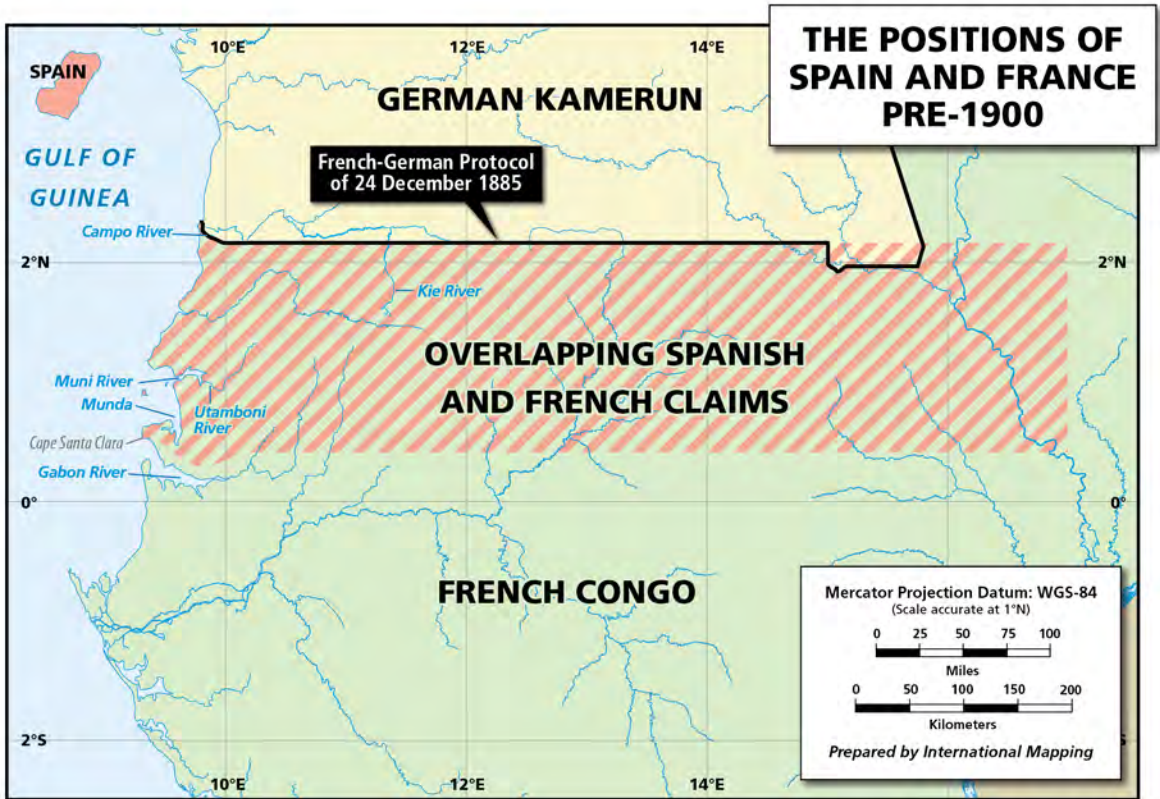 THE POSITIONS OF
SPAIN AND FRANCE
PRE-1900
10°E
12°E
14°E
SPAIN
GERMAN KAMERUN
GULF OF
GUINEA
French-German Protocol
of 24 December 1885
Campo River
2°N
2°N
Kie River
OVERLAPPING SPANISH
AND FRENCH CLAIMS
Muni River
Munda
Utamboni
River
Cape Santa Clara
Gabon River
0°
0°
FRENCH CONGO
Mercator Projection Datum: WGS-84
(Scale accurate at 1°N)
0 25 50 75 100
Miles
0 50 100 150 200
Kilometers
Prepared by International Mapping
2°S
S
10°E
12°E
14°E